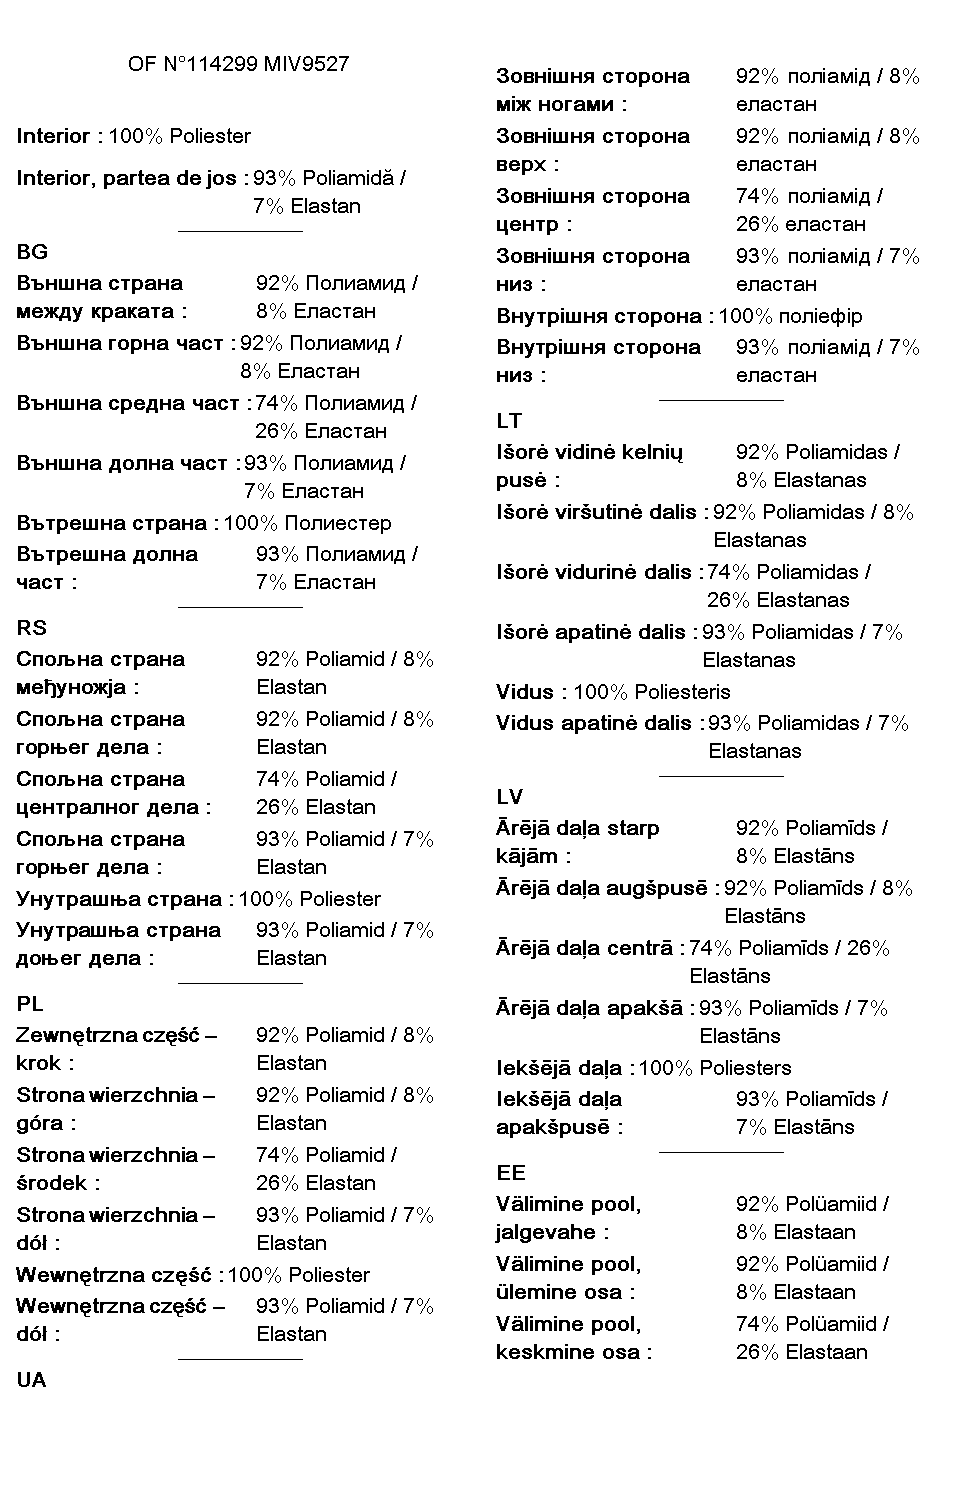 OF N°114299 MIV9527
Interior : 100% Poliester
Interior, partea de jos : 93% Poliamidă /
7% Elastan
BG
Външна страна 92% Полиамид /
между краката : 8% Еластан
Външна горна част : 92% Полиамид /
8% Еластан
Външна средна част : 74% Полиамид /
26% Еластан
Външна долна част : 93% Полиамид /
7% Еластан
Вътрешна страна : 100% Полиестер
Вътрешна долна 93% Полиамид /
част : 7% Еластан
RS
Спољна страна 92% Poliamid / 8%
међуножја : Elastan
Спољна страна 92% Poliamid / 8%
горњег дела : Elastan
Спољна страна 74% Poliamid /
централног дела : 26% Elastan
Спољна страна 93% Poliamid / 7%
горњег дела : Elastan
Унутрашња страна : 100% Poliester
Унутрашња страна 93% Poliamid / 7%
доњег дела : Elastan
PL
Zewnętrzna część – 92% Poliamid / 8%
krok : Elastan
Strona wierzchnia – 92% Poliamid / 8%
góra : Elastan
Strona wierzchnia – 74% Poliamid /
środek : 26% Elastan
Strona wierzchnia – 93% Poliamid / 7%
dół : Elastan
Wewnętrzna część : 100% Poliester
Wewnętrzna część – 93% Poliamid / 7%
dół : Elastan
UA
Зовнішня сторона 92% поліамід / 8%
між ногами : еластан
Зовнішня сторона 92% поліамід / 8%
верх : еластан
Зовнішня сторона 74% поліамід /
центр : 26% еластан
Зовнішня сторона 93% поліамід / 7%
низ : еластан
Внутрішня сторона : 100% поліефір
Внутрішня сторона 93% поліамід / 7%
низ : еластан
LT
Išorė vidinė kelnių 92% Poliamidas /
pusė : 8% Elastanas
Išorė viršutinė dalis : 92% Poliamidas / 8%
Elastanas
Išorė vidurinė dalis : 74% Poliamidas /
26% Elastanas
Išorė apatinė dalis : 93% Poliamidas / 7%
Elastanas
Vidus : 100% Poliesteris
Vidus apatinė dalis : 93% Poliamidas / 7%
Elastanas
LV
Ārējā daļa starp 92% Poliamīds /
kājām : 8% Elastāns
Ārējā daļa augšpusē : 92% Poliamīds / 8%
Elastāns
Ārējā daļa centrā : 74% Poliamīds / 26%
Elastāns
Ārējā daļa apakšā : 93% Poliamīds / 7%
Elastāns
Iekšējā daļa : 100% Poliesters
Iekšējā daļa 93% Poliamīds /
apakšpusē : 7% Elastāns
EE
Välimine pool, 92% Polüamiid /
jalgevahe : 8% Elastaan
Välimine pool, 92% Polüamiid /
ülemine osa : 8% Elastaan
Välimine pool, 74% Polüamiid /
keskmine osa : 26% Elastaan